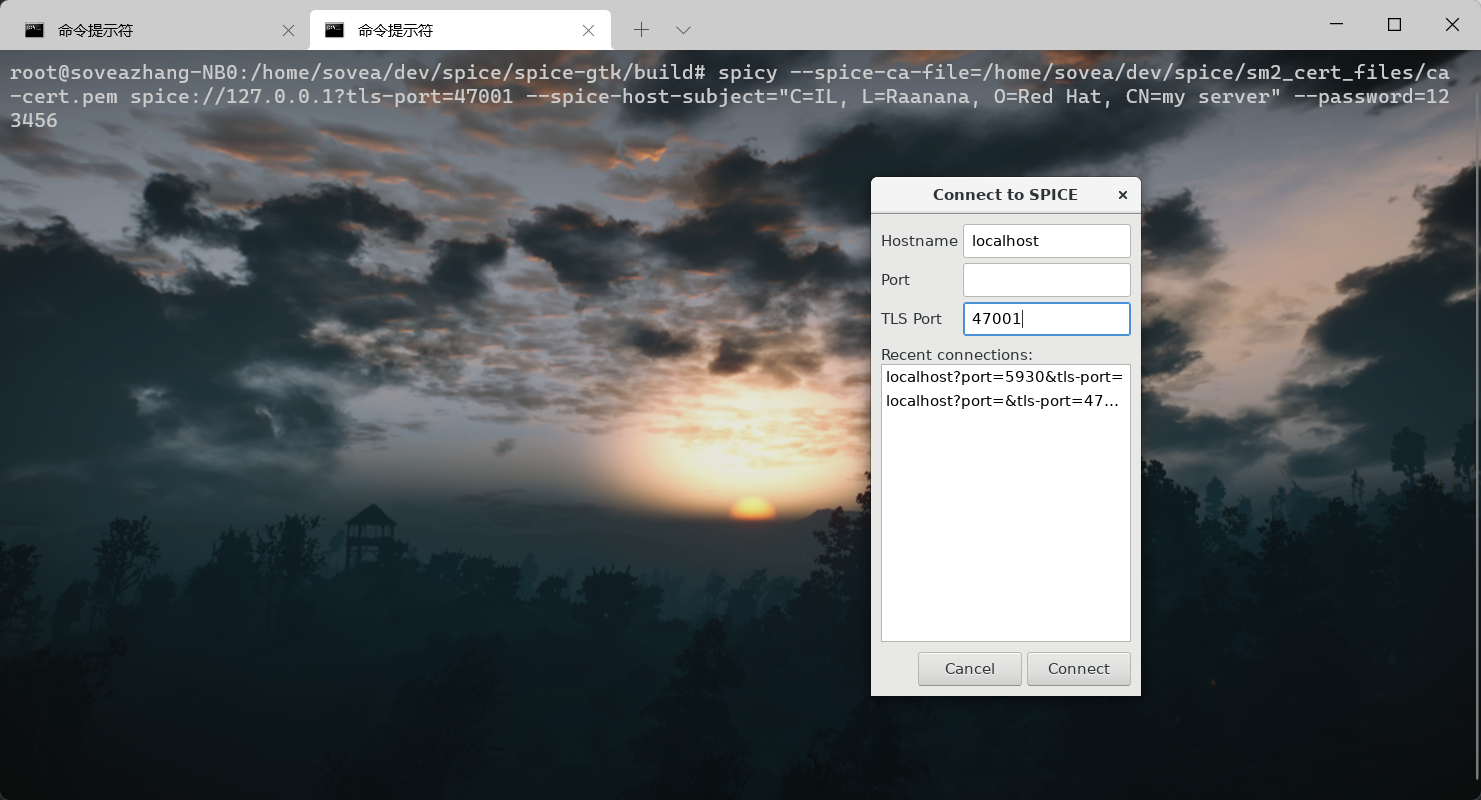 命令提示符
命令提示符
root@soveazhang-NB0:/home/sovea/dev/spice/spice-gtk/build# spicy --spice-ca-file=/home/sovea/dev/spice/sm2_cert_files/ca
-cert.pem spice://127.0.0.1?tls-port=47001 --spice-host-subject="C=IL, L=Raanana, O=Red Hat, CN=my server" --password=12
3456
Connect to SPICE
Hostname localhost
Port
TLS Port 47001
Recent connections:
localhost?port=5930&tls-port=
localhost?port=&tls-port=47...
Cancel Connect